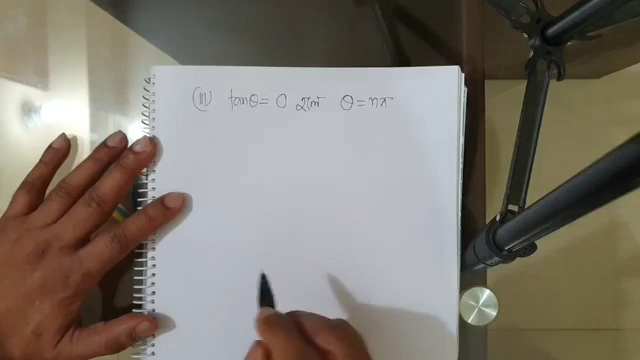 (iii) tanθ = 0 হলে θ = nπ